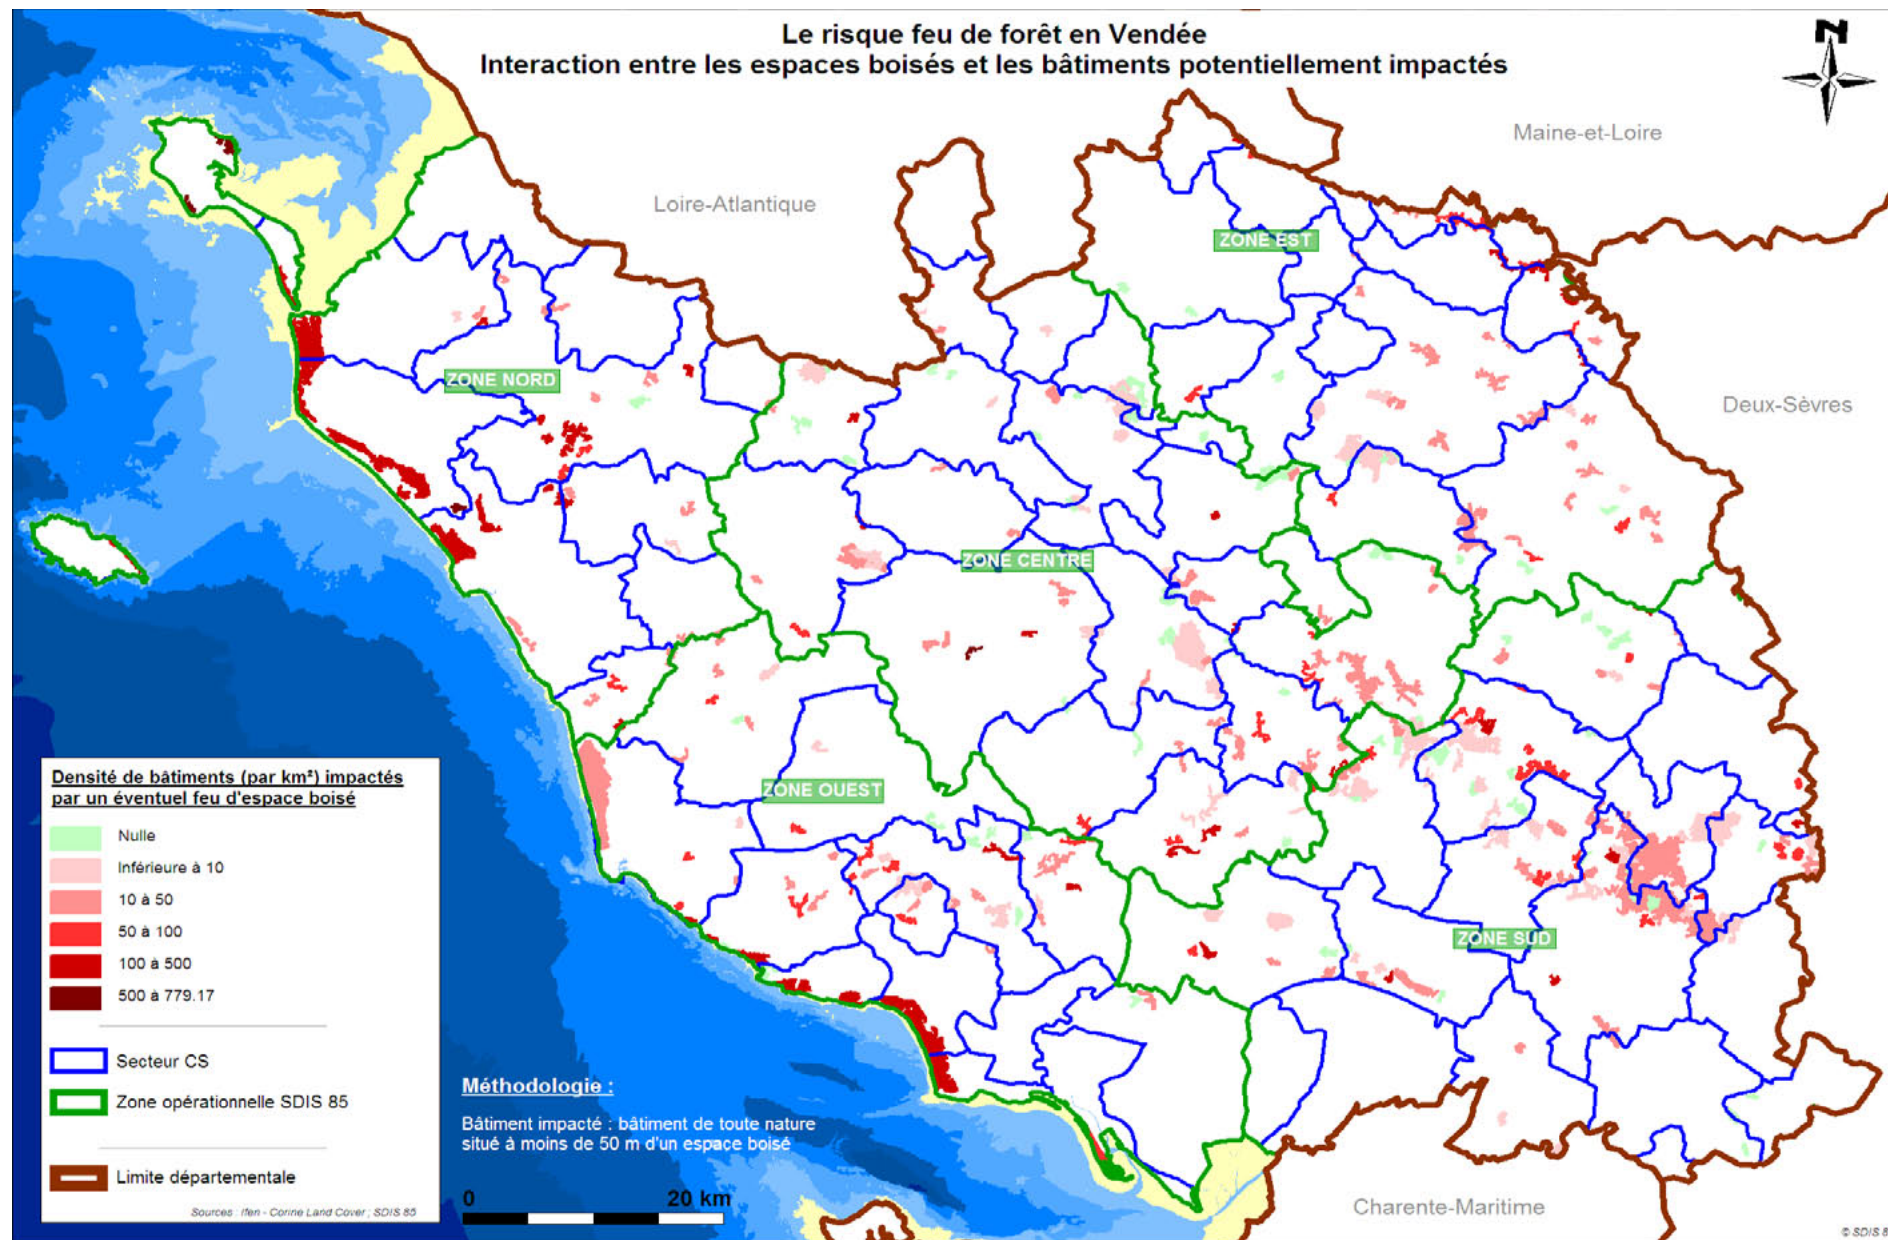 Le risque feu de forêt en Vendée
Interaction entre les espaces boisés et les bâtiments potentiellement impactés
N
Maine-et-Loire
Loire-Atlantique
ZONE EST
ZONE NORD
Deux-Sèvres
ZONE CENTRE
ZONE OUEST
ZONE SUD
Densité de bâtiments (par km²) impactés
par un éventuel feu d'espace boisé
Nulle
Inférieure à 10
10 à 50
50 à 100
100 à 500
500 à 779.17
Secteur CS
Zone opérationnelle SDIS 85
Limite départementale
Sources : Ifen - Corine Land Cover ; SDIS 85
Méthodologie :
Bâtiment impacté : bâtiment de toute nature
situé à moins de 50 m d'un espace boisé
0 20 km
Charente-Maritime
© SDIS 8